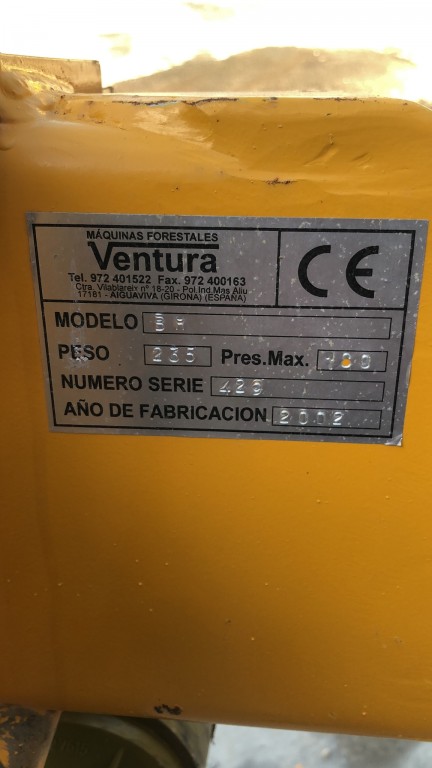 MÁQUINAS FORESTALES
Ventura
Tel. 972 401522 Fax. 972 400163
Ctra. Vilablareix nº 18-20 - Pol.Ind.Mas Aliu
17181 - AIGUAVIVA (GIRONA) (ESPAÑA)
CE
MODELO
PESO 235 Pres.Max.
NUMERO SERIE 429
AÑO DE FABRICACION 2002